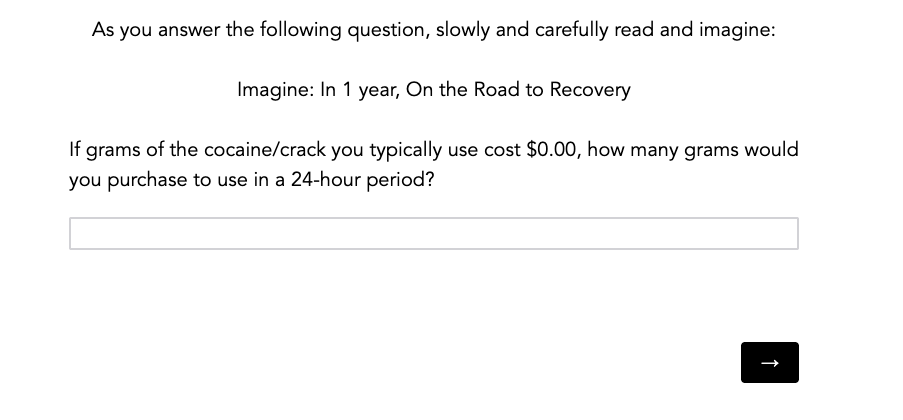 As you answer the following question, slowly and carefully read and imagine:
Imagine: In 1 year, On the Road to Recovery
If grams of the cocaine/crack you typically use cost $0.00, how many grams would
you purchase to use in a 24-hour period?
→